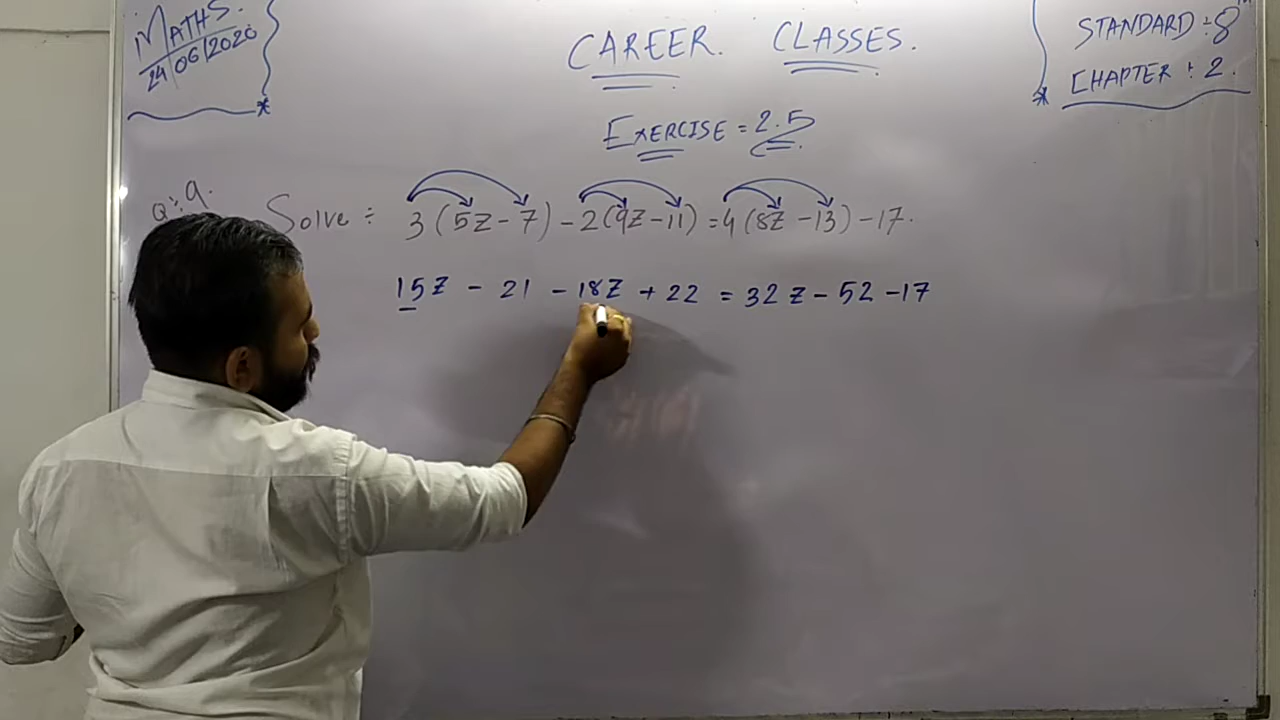 MATHS.
24/06/2020
CAREER. CLASSES.
STANDARD :- 8th
CHAPTER :- 2.
EXERCISE = 2.5
Q:- 9.
Solve :- 3(5z-7)-2(9z-11)=4(8z-13)-17.
15z - 21 - 18z + 22 = 32z - 52 - 17